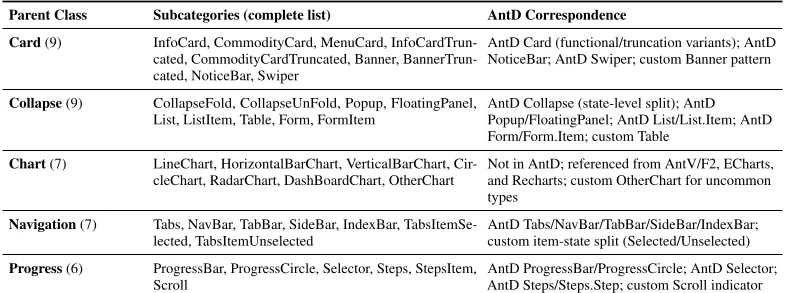 Parent Class Subcategories (complete list) AntD Correspondence
Card (9) InfoCard, CommodityCard, MenuCard, InfoCardTrun- AntD Card (functional/truncation variants); AntD
cated, CommodityCardTruncated, Banner, BannerTrun- NoticeBar; AntD Swiper; custom Banner pattern
cated, NoticeBar, Swiper
Collapse (9) CollapseFold, CollapseUnFold, Popup, FloatingPanel, AntD Collapse (state-level split); AntD
List, ListItem, Table, Form, FormItem Popup/FloatingPanel; AntD List/List.Item; AntD
Form/Form.Item; custom Table
Chart (7) LineChart, HorizontalBarChart, VerticalBarChart, Cir- Not in AntD; referenced from AntV/F2, ECharts,
cleChart, RadarChart, DashBoardChart, OtherChart and Recharts; custom OtherChart for uncommon
types
Navigation (7) Tabs, NavBar, TabBar, SideBar, IndexBar, TabsItemSe- AntD Tabs/NavBar/TabBar/SideBar/IndexBar;
lected, TabsItemUnselected custom item-state split (Selected/Unselected)
Progress (6) ProgressBar, ProgressCircle, Selector, Steps, StepsItem, AntD ProgressBar/ProgressCircle; AntD Selector;
Scroll AntD Steps/Steps.Step; custom Scroll indicator